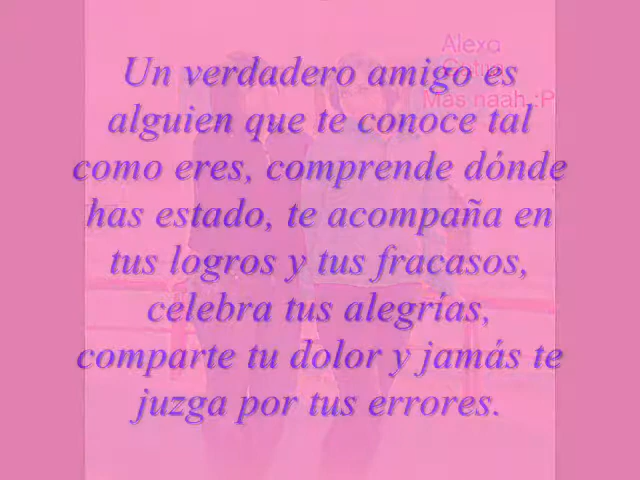 Alexa
Un verdadero amigo es
Mas naah :P
alguien que te conoce tal
como eres, comprende dónde
has estado, te acompaña en
tus logros y tus fracasos,
celebra tus alegrías,
comparte tu dolor y jamás te
juzga por tus errores.